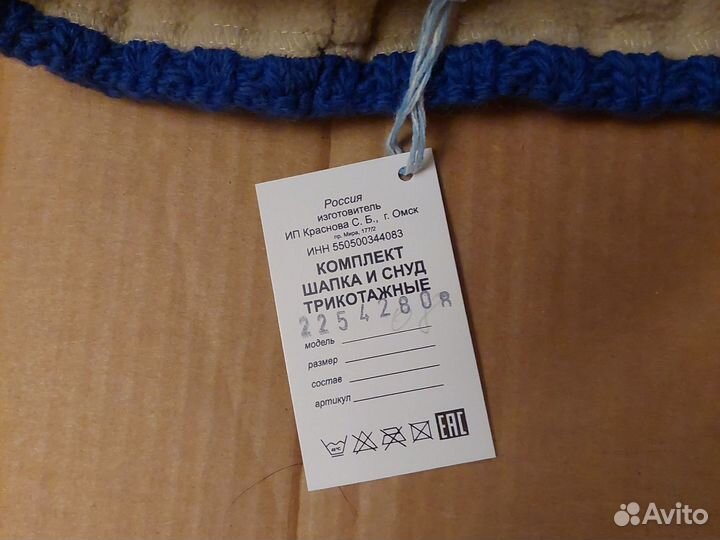 Россия
изготовитель
ИП Краснова С. Б., г. Омск
пр. Мира, 177/2
ИНН 550500344083
КОМПЛЕКТ
ШАПКА И СНУД
ТРИКОТАЖНЫЕ
2254280
модель
размер
состав
артикул
EAC
Avito